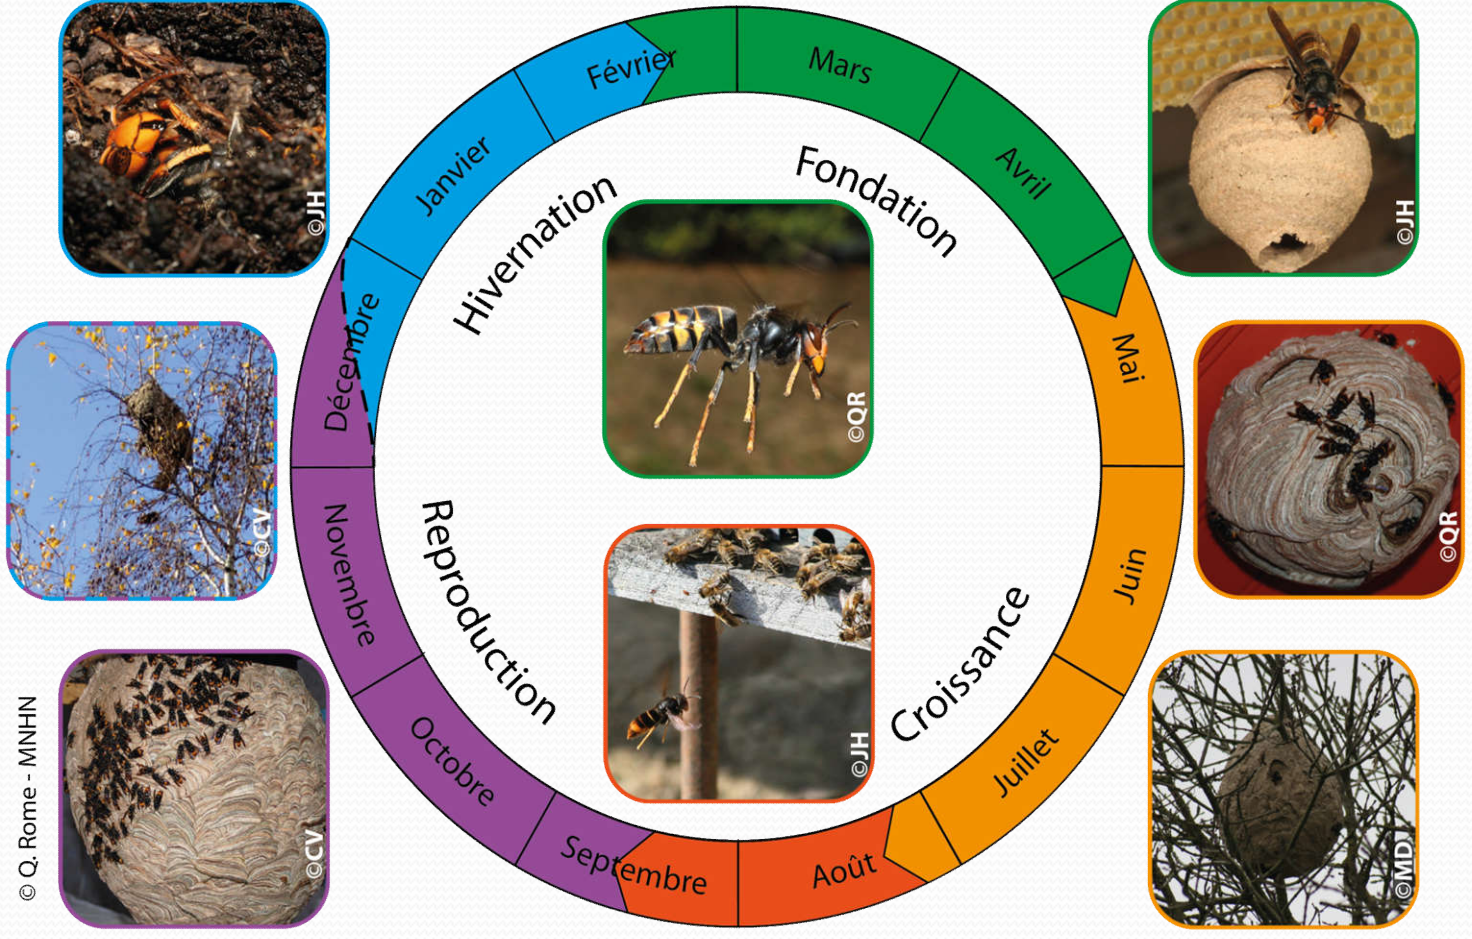 Janvier
Février
Mars
Avril
Mai
Juin
Juillet
Août
Septembre
Octobre
Novembre
Décembre
Hivernation
Fondation
Croissance
Reproduction
©JH
©JH
©QR
©CV
©QR
©JH
©CV
©MDJ
© Q. Rome - MNHN